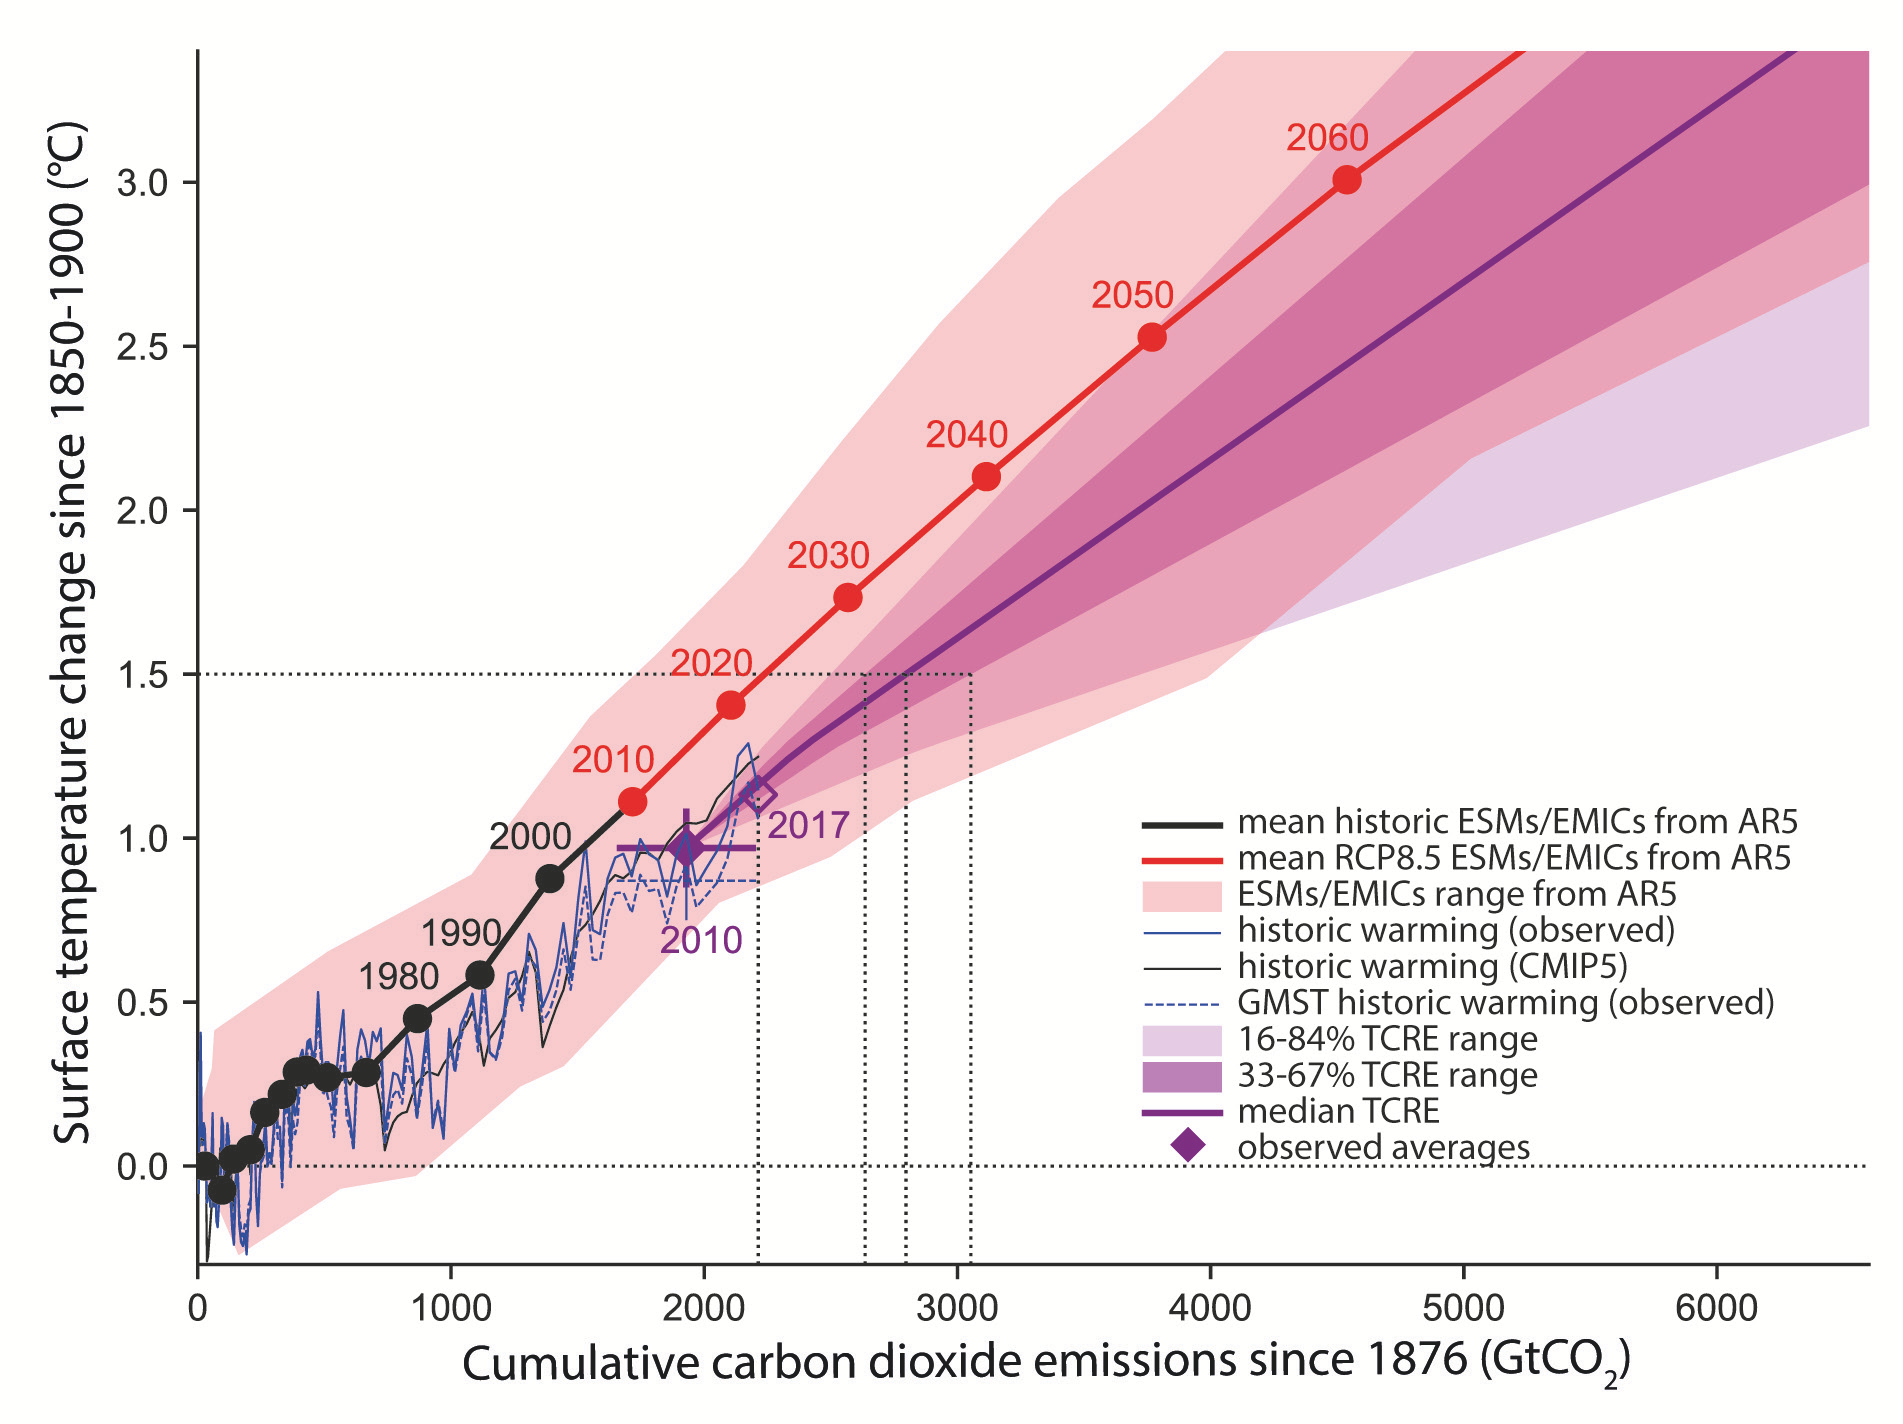 Surface temperature change since 1850-1900 (°C)
3.0
2.5
2.0
1.5
1.0
0.5
0.0
2060
2050
2040
2030
2020
2010
2000
1990
1980
2017
2010
mean historic ESMs/EMICs from AR5
mean RCP8.5 ESMs/EMICs from AR5
ESMs/EMICs range from AR5
historic warming (observed)
historic warming (CMIP5)
GMST historic warming (observed)
16-84% TCRE range
33-67% TCRE range
median TCRE
observed averages
0 1000 2000 3000 4000 5000 6000
Cumulative carbon dioxide emissions since 1876 (GtCO₂)